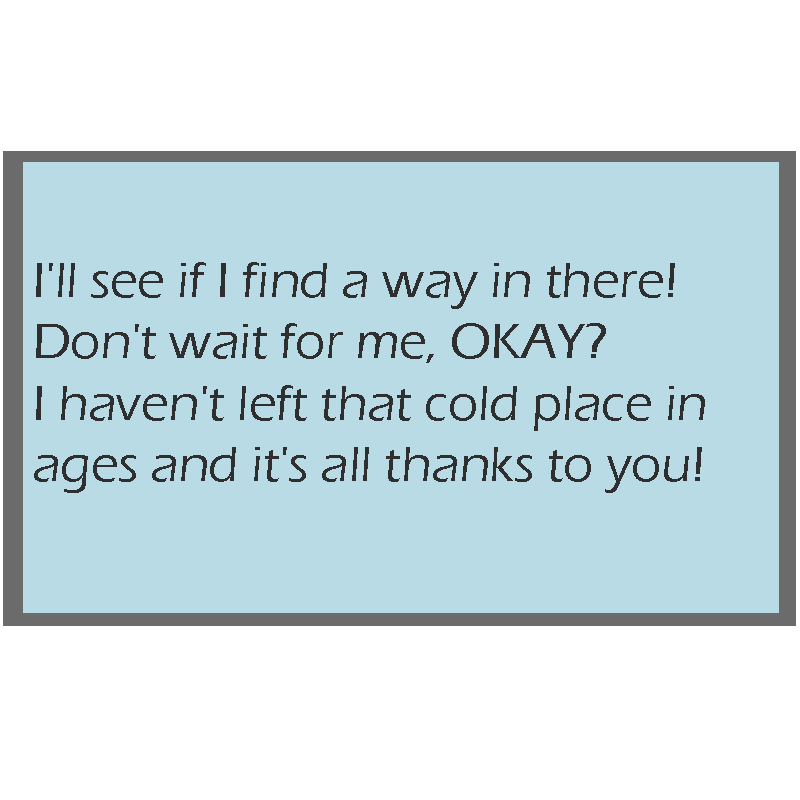 I'll see if I find a way in there!
Don't wait for me, OKAY?
I haven't left that cold place in
ages and it's all thanks to you!